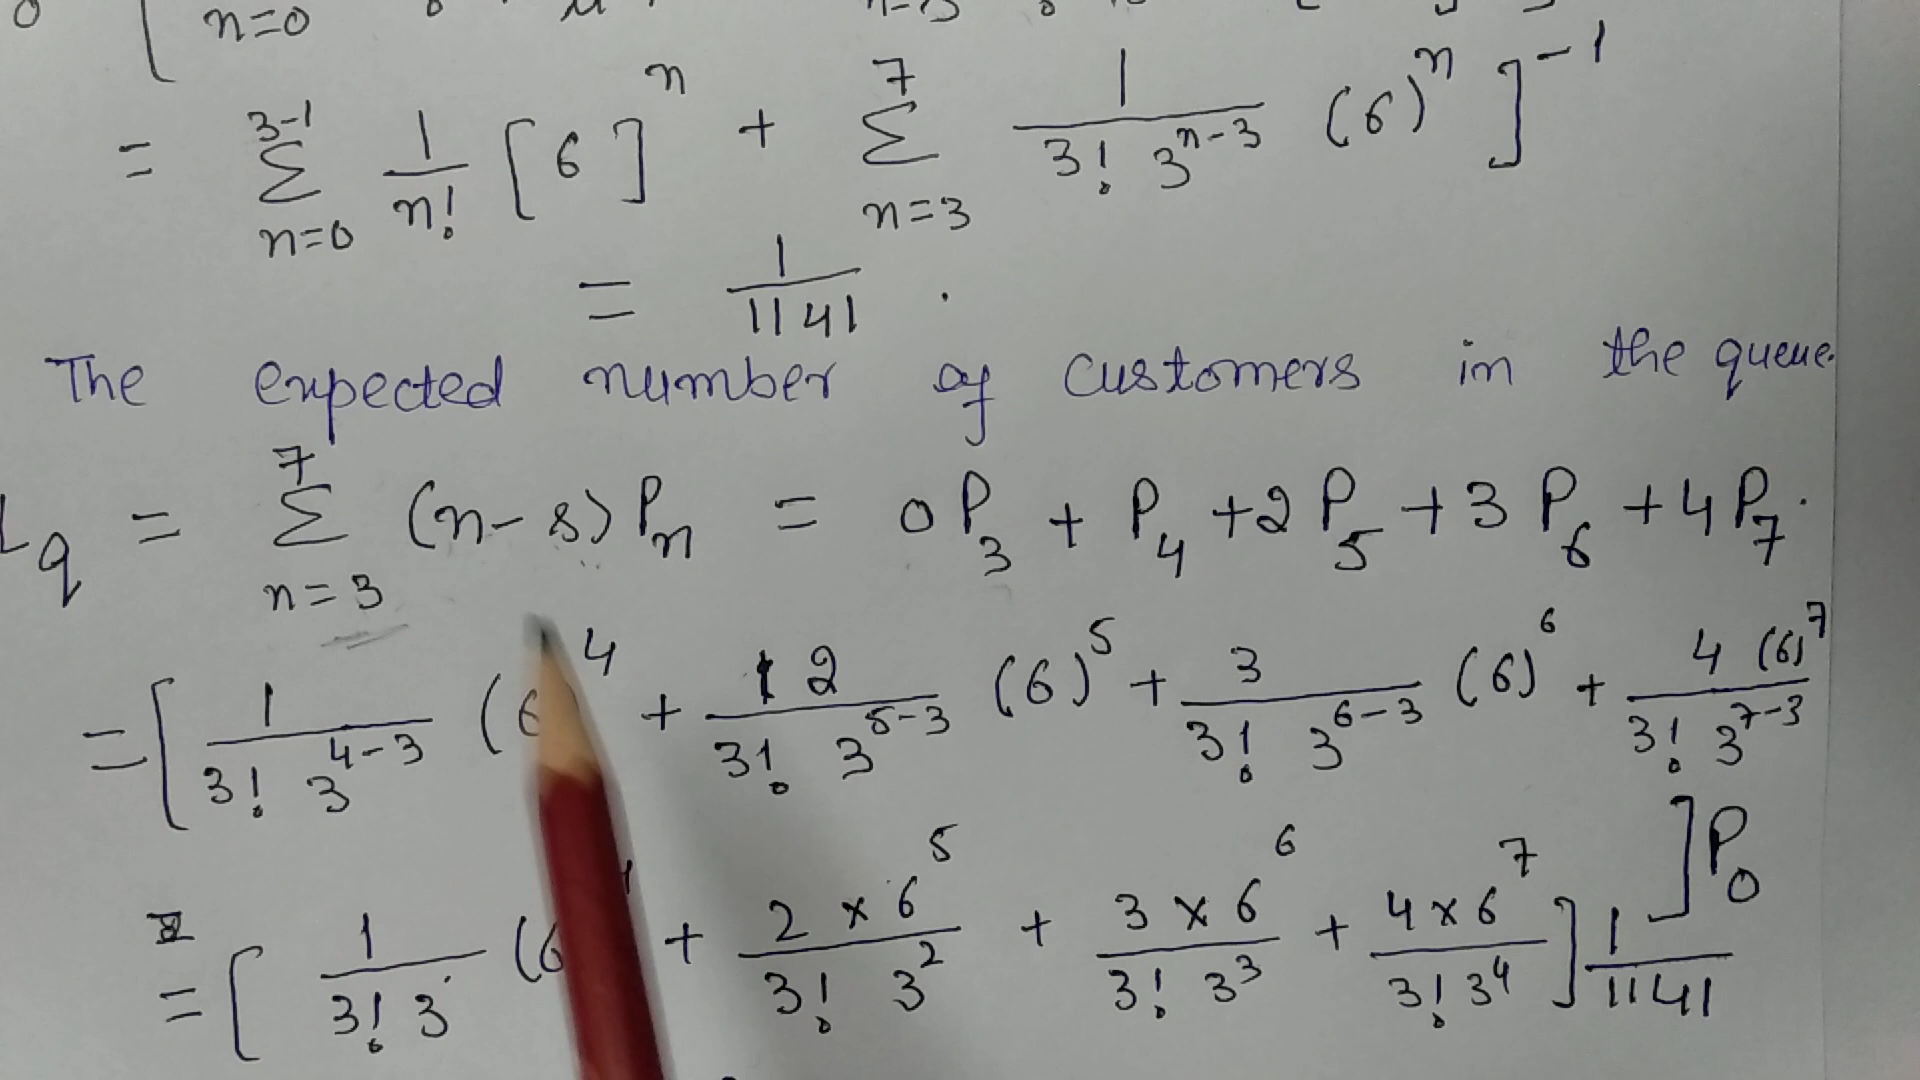 n=0
= 3-1 Σ n=0 1/n! [6]^n + 7 Σ n=3 1/(3! 3^(n-3)) (6)^n ]^-1
= 1/1141 .
The expected number of customers in the queue.
Lq = 7 Σ n=3 (n-s) Pn = 0P3 + P4 + 2P5 + 3P6 + 4P7.
= [ 1/(3! 3^(4-3)) (6)^4 + 2/(3! 3^(5-3)) (6)^5 + 3/(3! 3^(6-3)) (6)^6 + 4 (6)^7/(3! 3^(7-3))
] P0
= [ 1/(3! 3) (6 + 2 × 6^5/(3! 3^2) + 3 × 6^6/(3! 3^3) + 4 × 6^7/(3! 3^4) ] 1/1141